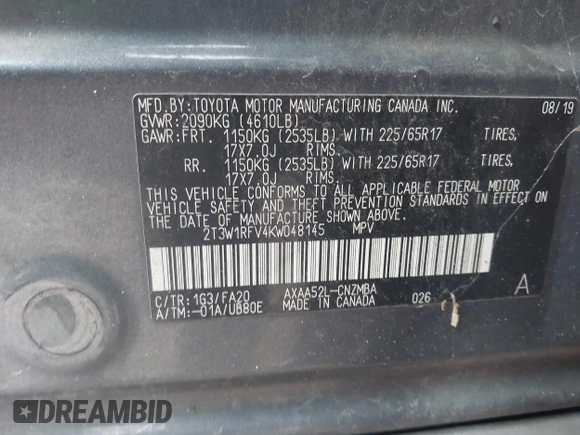 MFD.BY:TOYOTA MOTOR MANUFACTURING CANADA INC. 08/19
GVWR:2090KG (4610LB)
GAWR:FRT. 1150KG (2535LB) WITH 225/65R17 TIRES,
17X7.0J RIMS.
RR. 1150KG (2535LB) WITH 225/65R17 TIRES,
17X7.0J RIMS.
THIS VEHICLE CONFORMS TO ALL APPLICABLE FEDERAL MOTOR
VEHICLE SAFETY AND THEFT PREVENTION STANDARDS IN EFFECT
ON THE DATE OF MANUFACTURE SHOWN ABOVE.
2T3W1RFV4KW048145 MPV
C/TR:1G3/FA20 AXAA52L-CNZMBA A
A/TM:-01A/UB80E MADE IN CANADA 026
DREAMBID